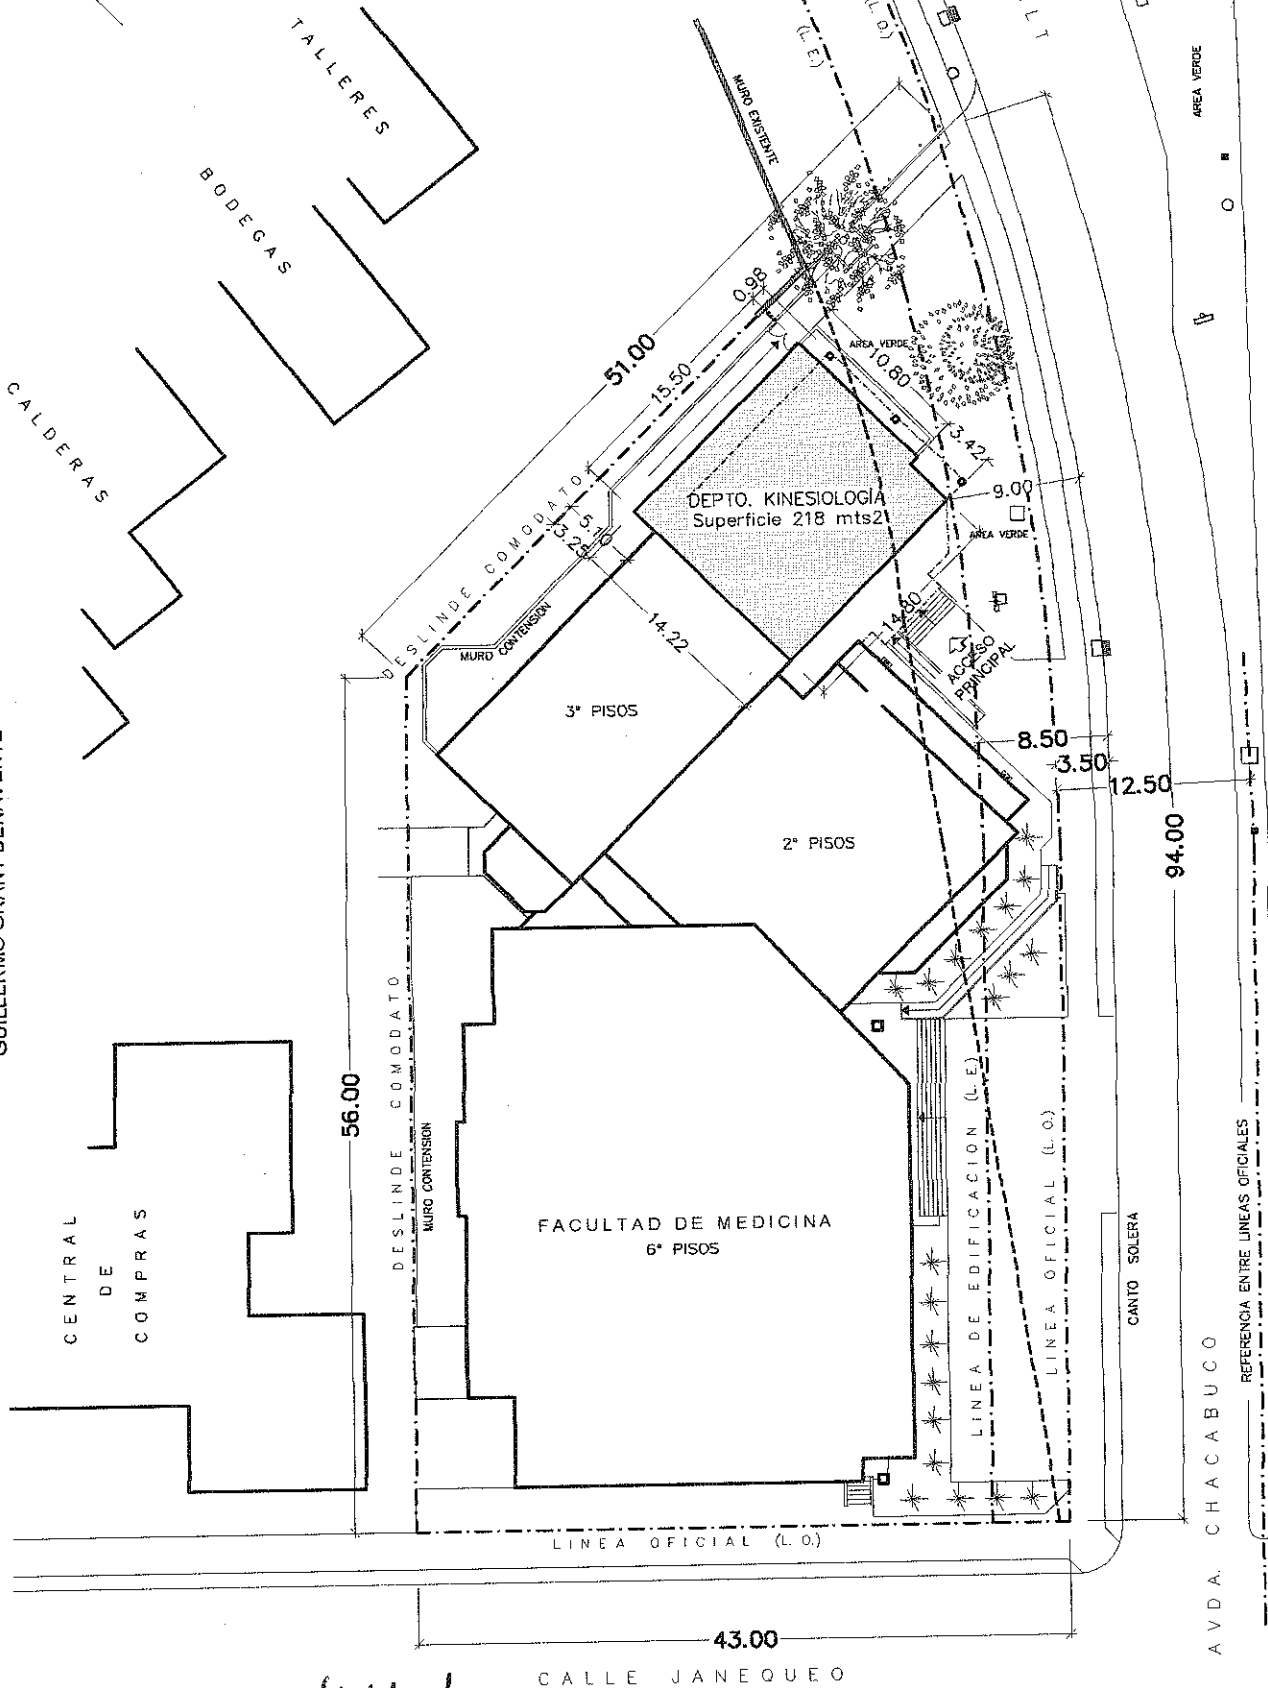 TALLERES
BODEGAS
CALDERAS
MURO EXISTENTE
(L. E.)
(L. O.)
LT
AREA VERDE
0.98
51.00
15.50
AREA VERDE
10.80
3.42
9.00
DEPTO. KINESIOLOGÍA
Superficie 218 mts2
AREA VERDE
DESLINDE COMODATO
5.10
3.25
14.80
ACCESO
PRINCIPAL
MURO CONTENSION
14.22
3° PISOS
8.50
3.50
12.50
94.00
2° PISOS
56.00
DESLINDE COMODATO
MURO CONTENSION
FACULTAD DE MEDICINA
6° PISOS
LINEA DE EDIFICACION (L. E.)
LINEA OFICIAL (L. O.)
CANTO SOLERA
REFERENCIA ENTRE LINEAS OFICIALES
AVDA. CHACABUCO
CENTRAL
DE
COMPRAS
LINEA OFICIAL (L. O.)
43.00
CALLE JANEQUEO